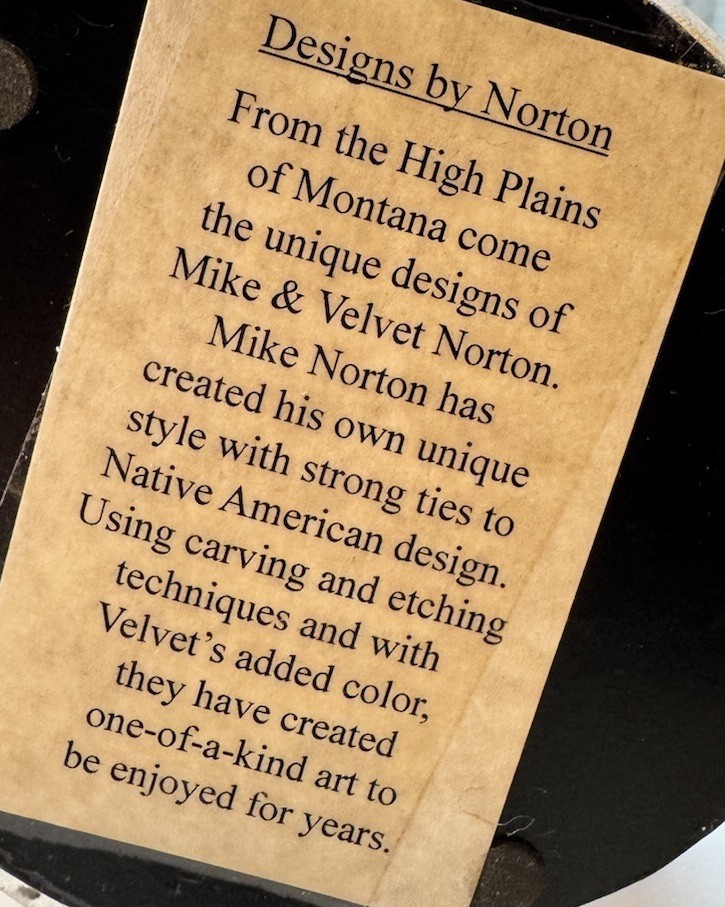 Designs by Norton
From the High Plains
of Montana come
the unique designs of
Mike & Velvet Norton.
Mike Norton has
created his own unique
style with strong ties to
Native American design.
Using carving and etching
techniques and with
Velvet’s added color,
they have created
one-of-a-kind art to
be enjoyed for years.